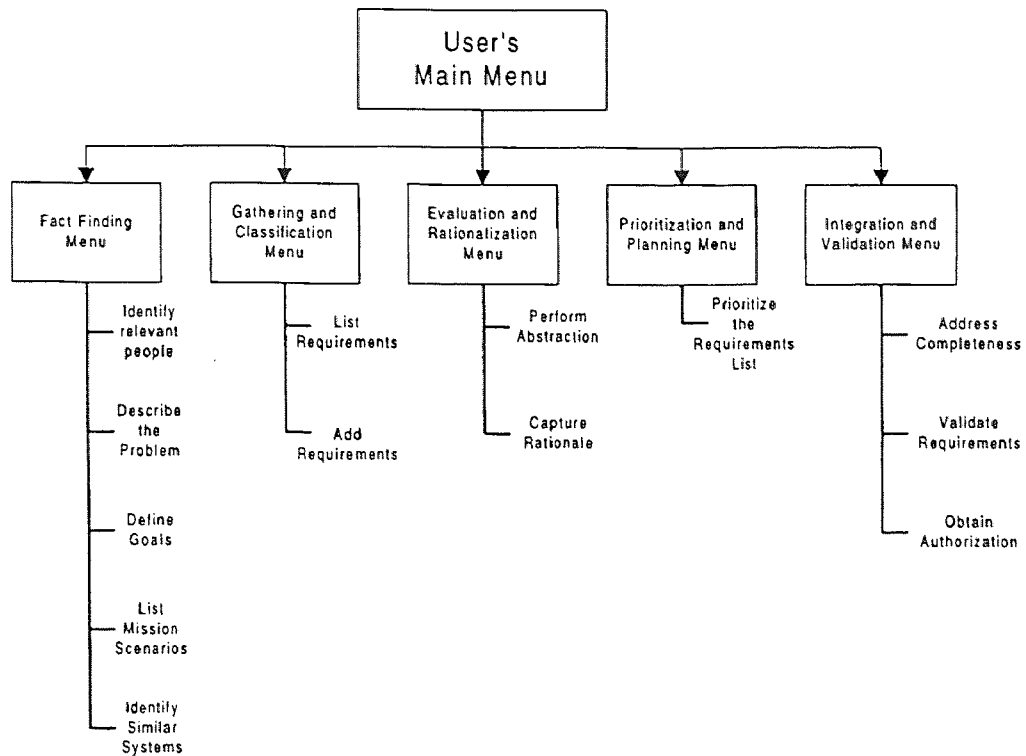 User's
Main Menu
Fact Finding
Menu
Gathering and
Classification
Menu
Evaluation and
Rationalization
Menu
Prioritization and
Planning Menu
Integration and
Validation Menu
Identify
relevant
people
Describe
the
Problem
Define
Goals
List
Mission
Scenarios
Identify
Similar
Systems
List
Requirements
Add
Requirements
Perform
Abstraction
Capture
Rationale
Prioritize
the
Requirements
List
Address
Completeness
Validate
Requirements
Obtain
Authorization